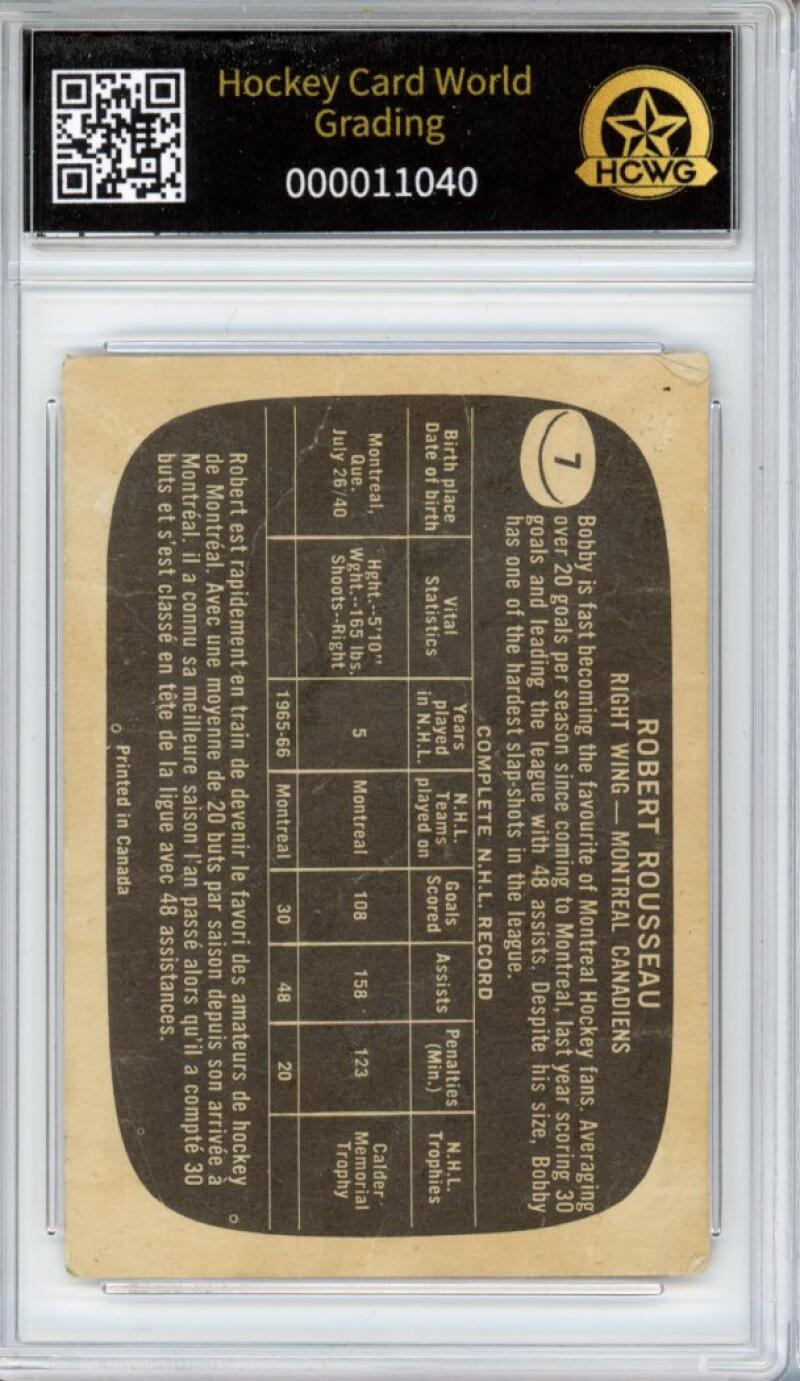 Hockey Card World
Grading
000011040
HCWG
7
ROBERT ROUSSEAU
RIGHT WING — MONTREAL CANADIENS
Bobby is fast becoming the favourite of Montreal Hockey fans. Averaging
over 20 goals per season since coming to Montreal, last year scoring 30
goals and leading the league with 48 assists. Despite his size, Bobby
has one of the hardest slap-shots in the league.
COMPLETE N.H.L. RECORD
Birth place
Date of birth
Vital
Statistics
Years
played
in N.H.L.
N.H.L.
Teams
played on
Goals
Scored
Assists
Penalties
(Min.)
N.H.L.
Trophies
Montreal,
Que.
July 26/40
Hght.--5'10"
Wght.--165 lbs.
Shoots--Right
5
Montreal
108
158
123
Calder
Memorial
Trophy
1965-66
Montreal
30
48
20
Robert est rapidement en train de devenir le favori des amateurs de hockey
de Montréal. Avec une moyenne de 20 buts par saison depuis son arrivée à
Montréal, il a connu sa meilleure saison l'an passé alors qu'il a compté 30
buts et s'est classé en tête de la ligue avec 48 assistances.
Printed in Canada